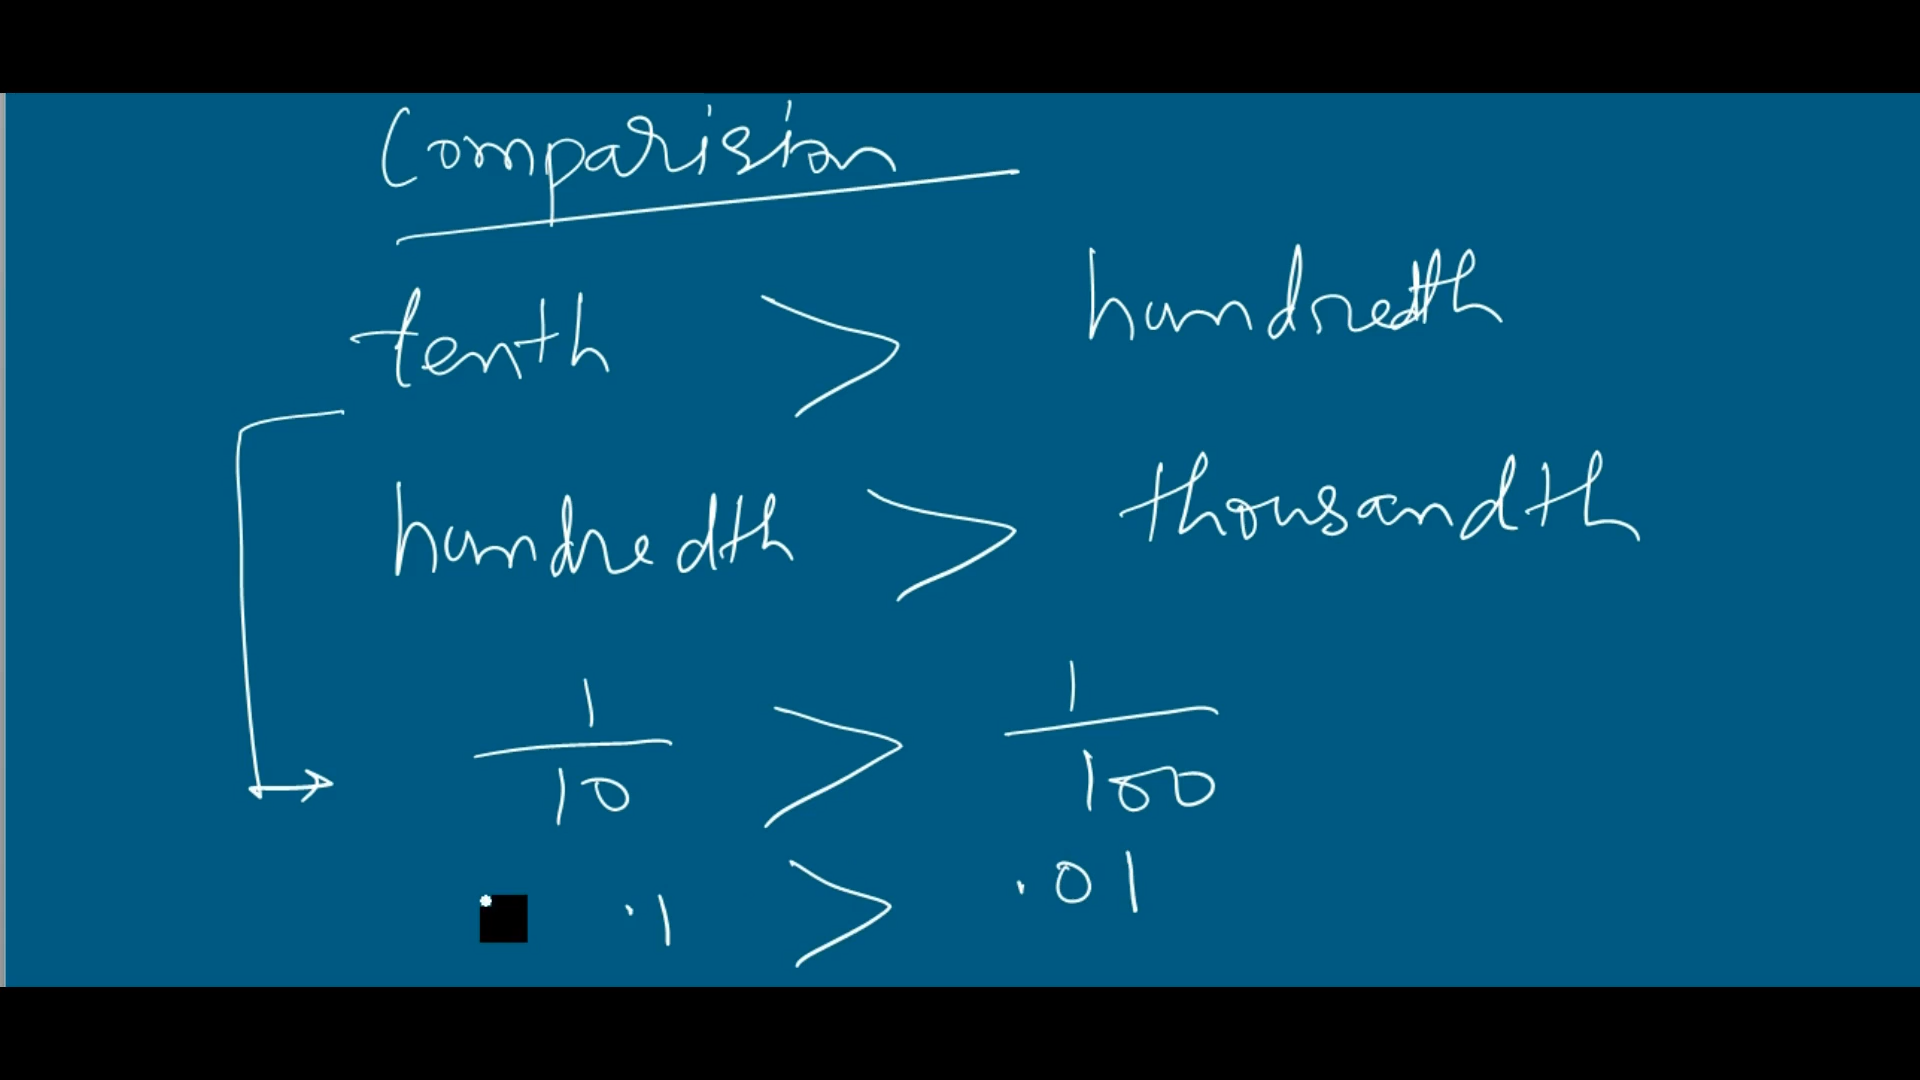 Comparision
tenth > hundredth
hundredth > thousandth
1/10 > 1/100
.1 > .01